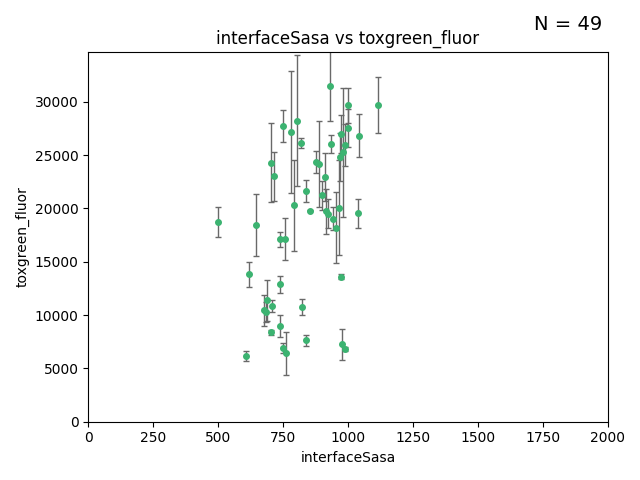 N = 49
interfaceSasa vs toxgreen_fluor
toxgreen_fluor
30000
25000
20000
15000
10000
5000
0
0 250 500 750 1000 1250 1500 1750 2000
interfaceSasa